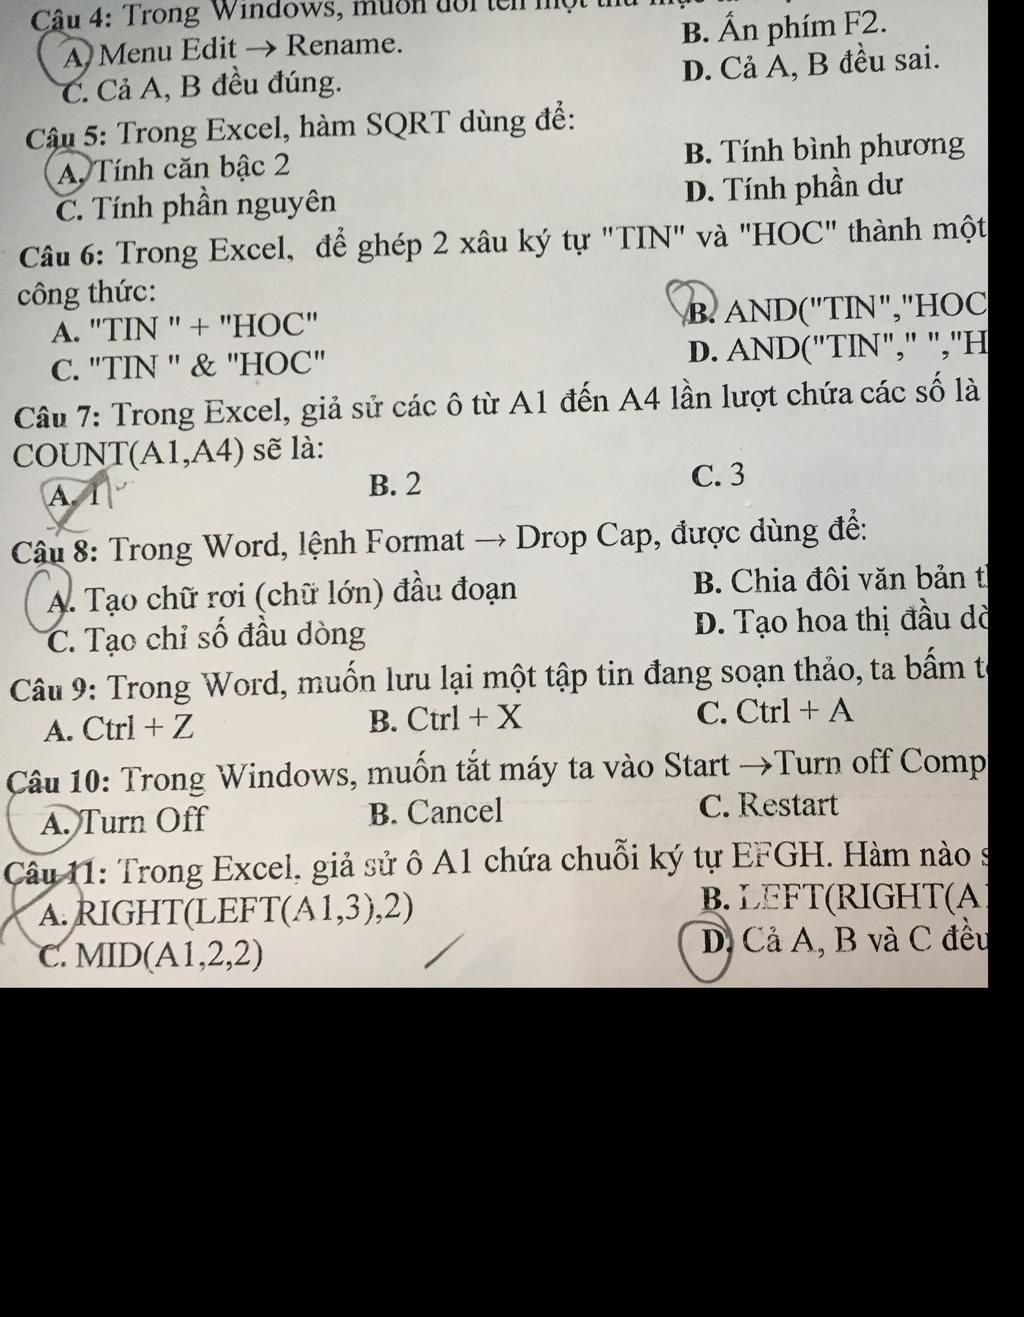 Câu 4: Trong Windows, muốn đổi tên một
A. Menu Edit → Rename. B. Ấn phím F2.
C. Cả A, B đều đúng. D. Cả A, B đều sai.
Câu 5: Trong Excel, hàm SQRT dùng để:
A. Tính căn bậc 2 B. Tính bình phương
C. Tính phần nguyên D. Tính phần dư
Câu 6: Trong Excel, để ghép 2 xâu ký tự "TIN" và "HOC" thành một
công thức:
A. "TIN " + "HOC" B. AND("TIN","HOC
C. "TIN " & "HOC" D. AND("TIN"," ","H
Câu 7: Trong Excel, giả sử các ô từ A1 đến A4 lần lượt chứa các số là
COUNT(A1,A4) sẽ là:
A. 1 B. 2 C. 3
Câu 8: Trong Word, lệnh Format → Drop Cap, được dùng để:
A. Tạo chữ rơi (chữ lớn) đầu đoạn B. Chia đôi văn bản
C. Tạo chỉ số đầu dòng D. Tạo hoa thị đầu
Câu 9: Trong Word, muốn lưu lại một tập tin đang soạn thảo, ta bấm
A. Ctrl + Z B. Ctrl + X C. Ctrl + A
Câu 10: Trong Windows, muốn tắt máy ta vào Start →Turn off Comp
A. Turn Off B. Cancel C. Restart
Câu 11: Trong Excel, giả sử ô A1 chứa chuỗi ký tự EFGH. Hàm nào
A. RIGHT(LEFT(A1,3),2) B. LEFT(RIGHT(A1
C. MID(A1,2,2) D. Cả A, B và C đều